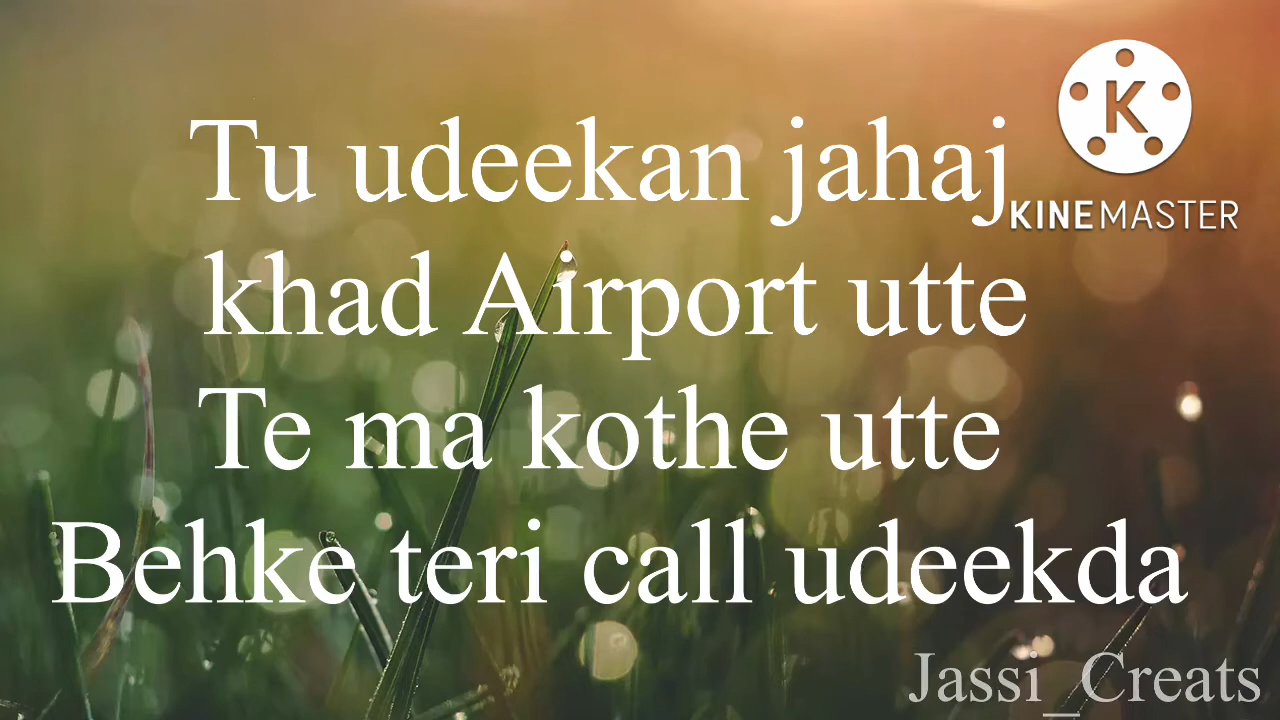 Tu udeekan jahaj
khad Airport utte
Te ma kothe utte
Behke teri call udeekda
K
KINEMASTER
Jassi_Creats